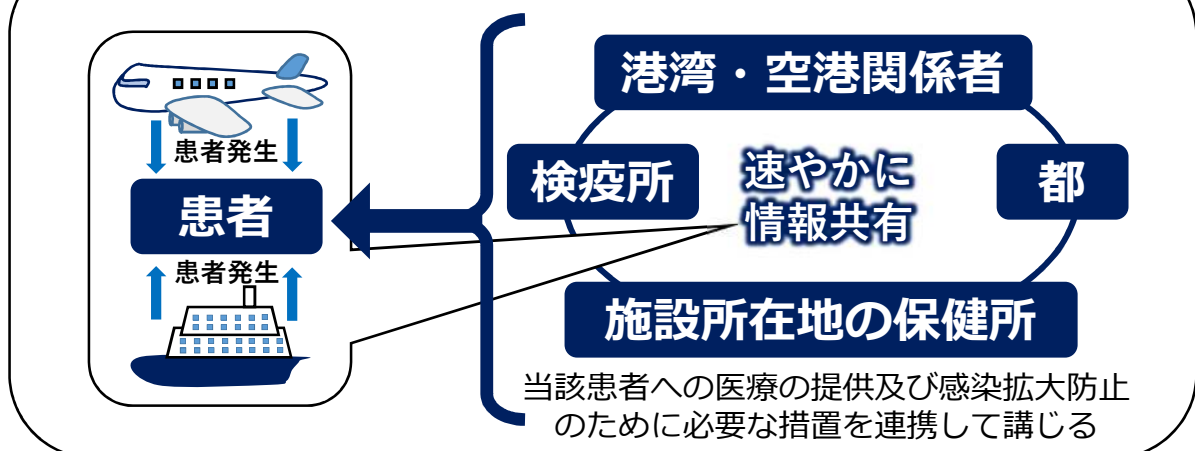 患者発生
患者
患者発生
港湾・空港関係者
検疫所
速やかに
情報共有
都
施設所在地の保健所
当該患者への医療の提供及び感染拡大防止
のために必要な措置を連携して講じる